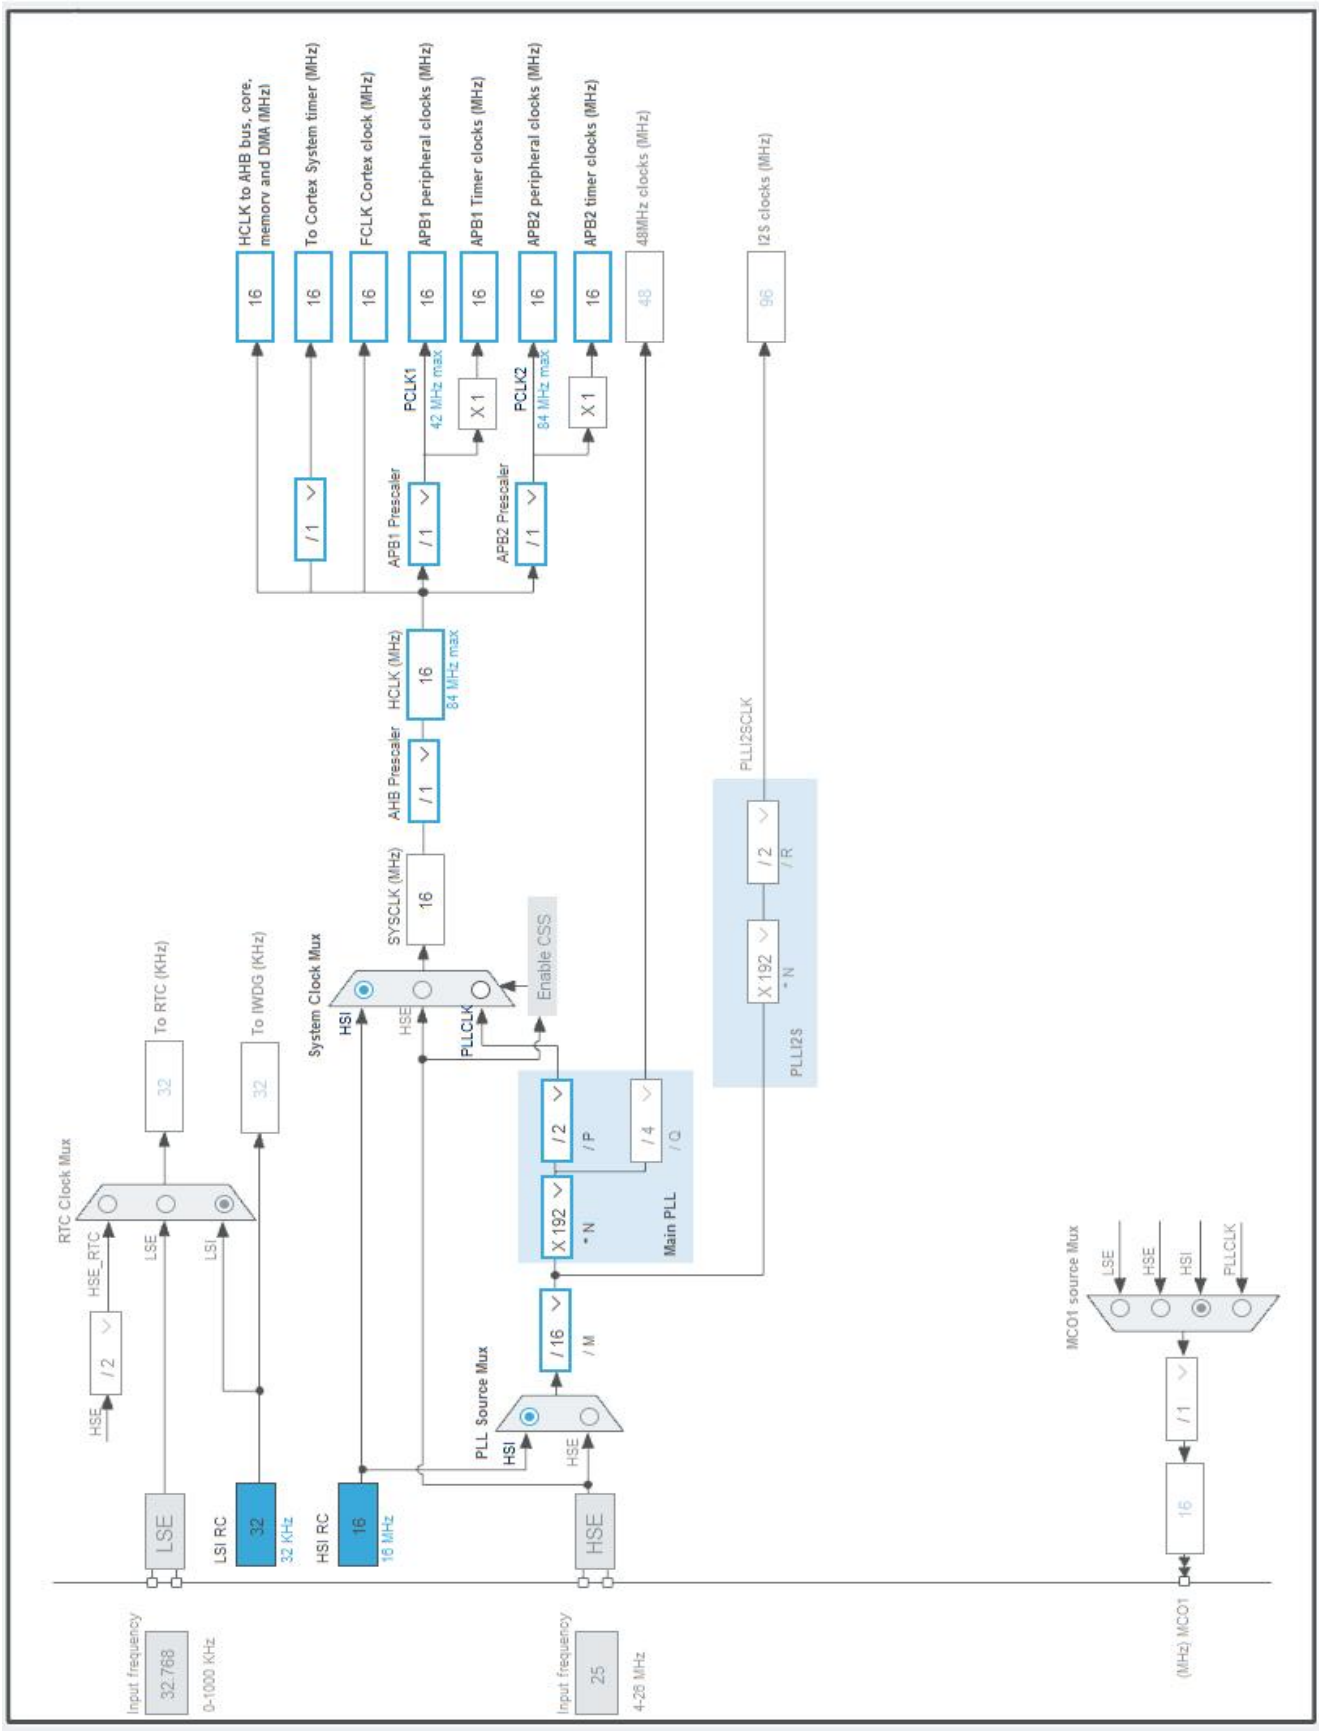 Input frequency
32.768
0-1000 KHz
LSE
HSE
/ 2
HSE_RTC
LSE
LSI
RTC Clock Mux
32
To RTC (KHz)
LSI RC
32
32 KHz
32
To IWDG (KHz)
HSI RC
16
16 MHz
Input frequency
25
4-26 MHz
HSE
PLL Source Mux
HSI
HSE
/ 16
/ M
X 192
* N
/ 2
/ P
/ 4
/ Q
Main PLL
System Clock Mux
HSI
HSE
PLLCLK
Enable CSS
SYSCLK (MHz)
16
AHB Prescaler
/ 1
HCLK (MHz)
16
84 MHz max
/ 1
APB1 Prescaler
/ 1
PCLK1
42 MHz max
X 1
APB2 Prescaler
/ 1
PCLK2
84 MHz max
X 1
16
HCLK to AHB bus, core,
memory and DMA (MHz)
16
To Cortex System timer (MHz)
16
FCLK Cortex clock (MHz)
16
APB1 peripheral clocks (MHz)
16
APB1 Timer clocks (MHz)
16
APB2 peripheral clocks (MHz)
16
APB2 timer clocks (MHz)
48
48MHz clocks (MHz)
X 192
* N
/ 2
/ R
PLLI2S
PLLI2SCLK
96
I2S clocks (MHz)
(MHz) MCO1
16
/ 1
MCO1 source Mux
LSE
HSE
HSI
PLLCLK